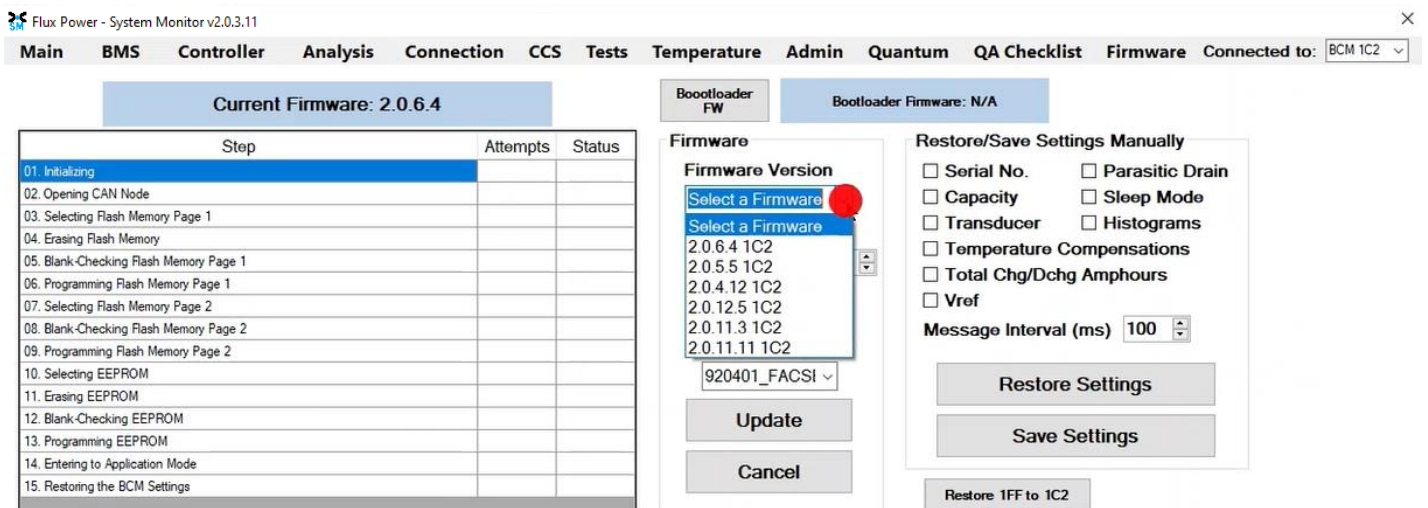 SM Flux Power - System Monitor v2.0.3.11
Main BMS Controller Analysis Connection CCS Tests Temperature Admin Quantum QA Checklist Firmware Connected to: BCM 1C2
Current Firmware: 2.0.6.4
Step Attempts Status
01. Initializing
02. Opening CAN Node
03. Selecting Flash Memory Page 1
04. Erasing Flash Memory
05. Blank-Checking Flash Memory Page 1
06. Programming Flash Memory Page 1
07. Selecting Flash Memory Page 2
08. Blank-Checking Flash Memory Page 2
09. Programming Flash Memory Page 2
10. Selecting EEPROM
11. Erasing EEPROM
12. Blank-Checking EEPROM
13. Programming EEPROM
14. Entering to Application Mode
15. Restoring the BCM Settings
Boootloader
FW
Bootloader Firmware: N/A
Firmware
Firmware Version
Select a Firmware
Select a Firmware
2.0.6.4 1C2
2.0.5.5 1C2
2.0.4.12 1C2
2.0.12.5 1C2
2.0.11.3 1C2
2.0.11.11 1C2
920401_FACSI
Update
Cancel
Restore/Save Settings Manually
Serial No. Parasitic Drain
Capacity Sleep Mode
Transducer Histograms
Temperature Compensations
Total Chg/Dchg Amphours
Vref
Message Interval (ms) 100
Restore Settings
Save Settings
Restore 1FF to 1C2